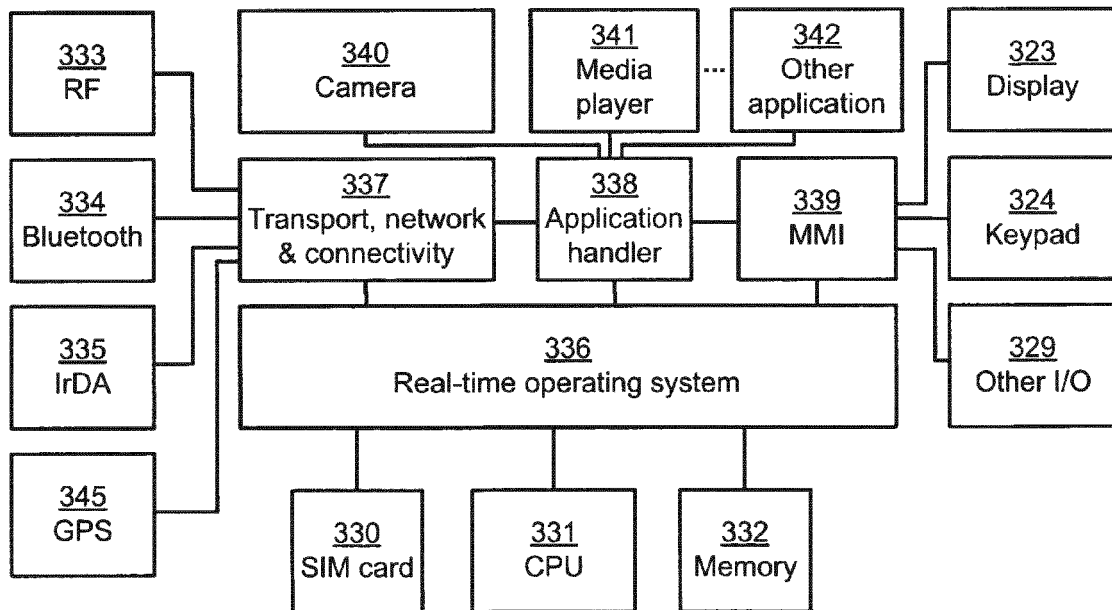 333
RF
340
Camera
341
Media
player
...
342
Other
application
323
Display
334
Bluetooth
337
Transport, network
& connectivity
338
Application
handler
339
MMI
324
Keypad
335
IrDA
336
Real-time operating system
329
Other I/O
345
GPS
330
SIM card
331
CPU
332
Memory